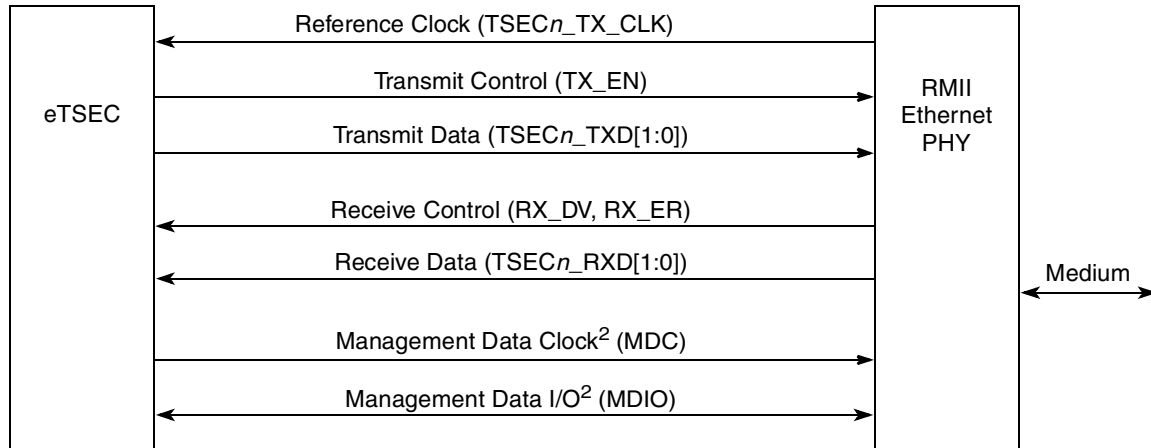 Reference Clock (TSECn_TX_CLK)
Transmit Control (TX_EN)
eTSEC
Transmit Data (TSECn_TXD[1:0])
RMII
Ethernet
PHY
Receive Control (RX_DV, RX_ER)
Receive Data (TSECn_RXD[1:0])
Medium
Management Data Clock² (MDC)
Management Data I/O² (MDIO)